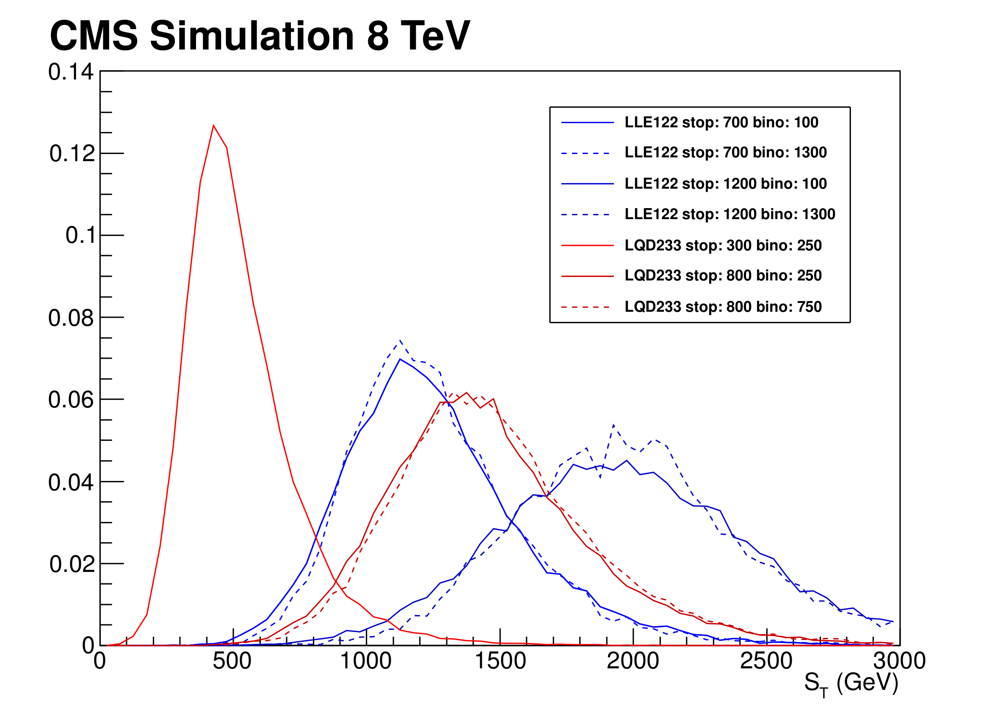 CMS Simulation 8 TeV
0.14
0.12
0.1
0.08
0.06
0.04
0.02
0
LLE122 stop: 700 bino: 100
LLE122 stop: 700 bino: 1300
LLE122 stop: 1200 bino: 100
LLE122 stop: 1200 bino: 1300
LQD233 stop: 300 bino: 250
LQD233 stop: 800 bino: 250
LQD233 stop: 800 bino: 750
0 500 1000 1500 2000 2500 3000
S_T (GeV)